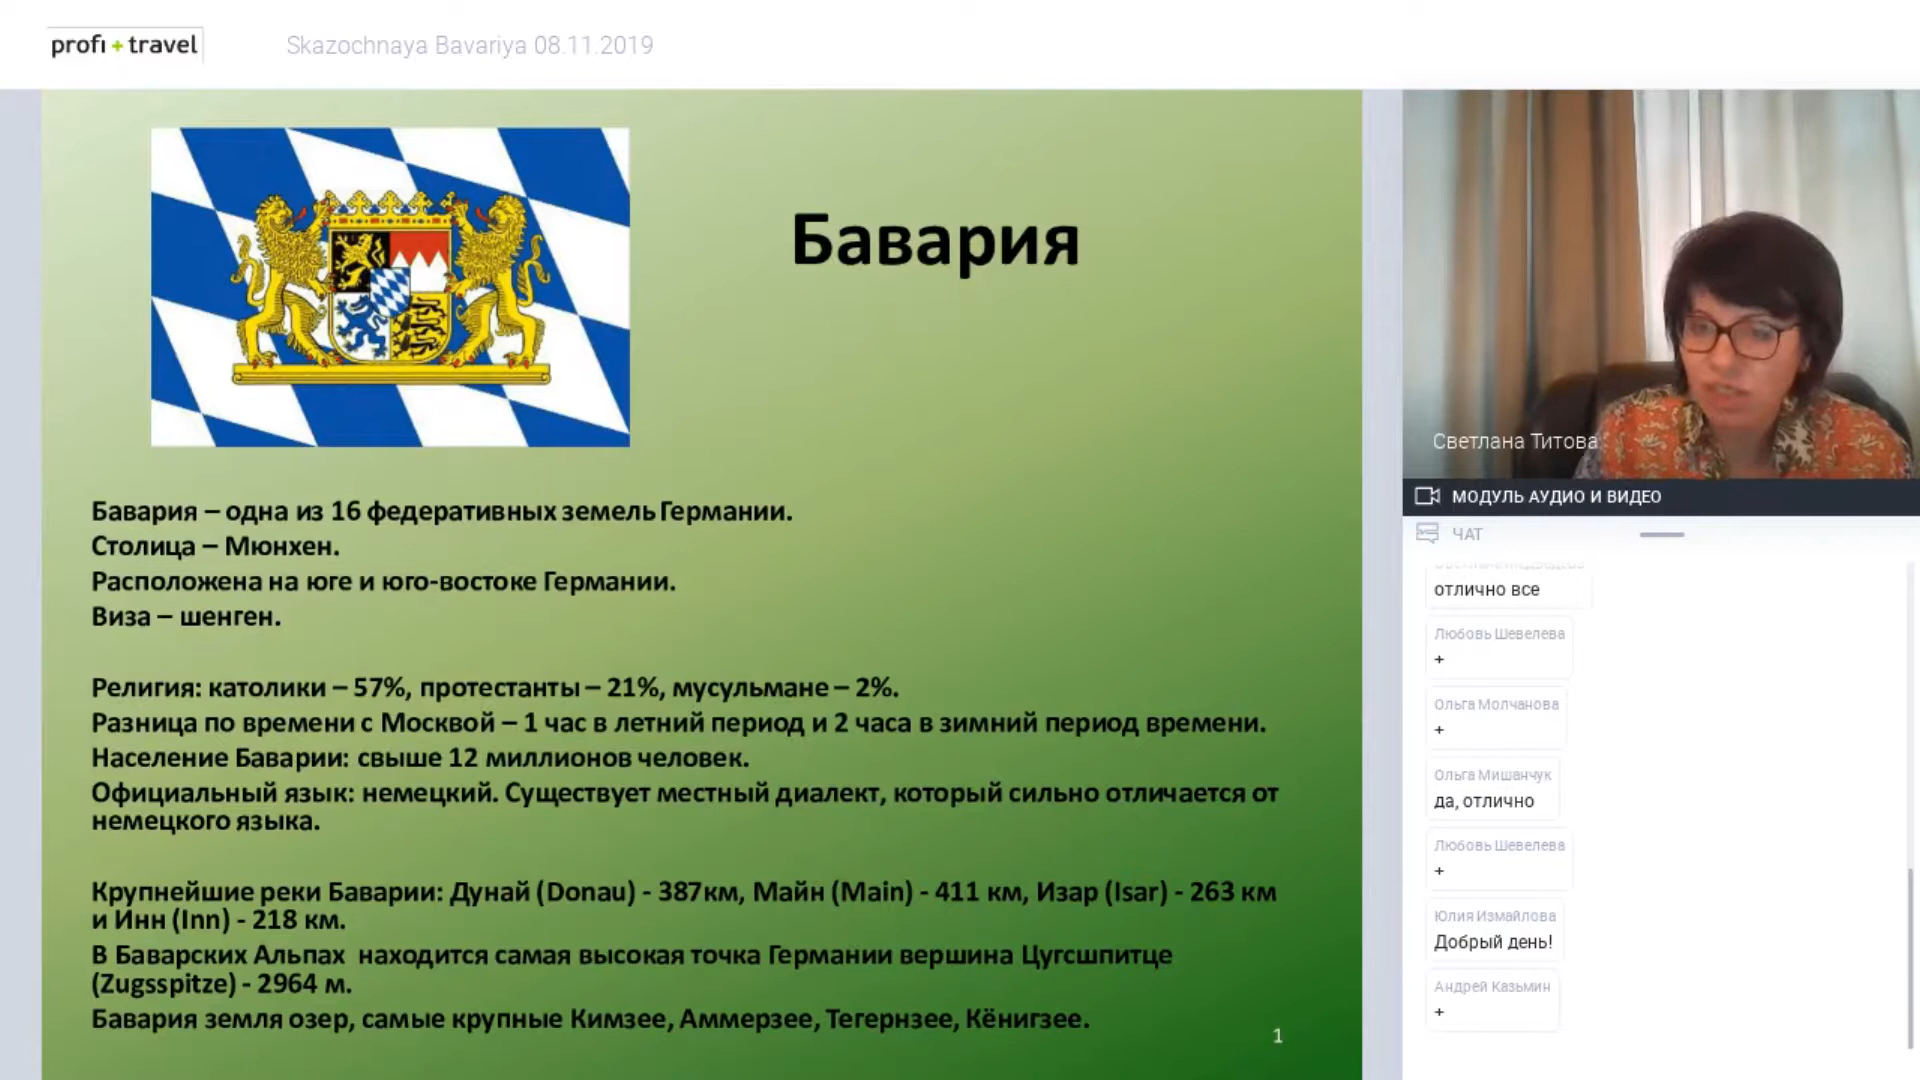 profi + travel
Skazochnaya Bavariya 08.11.2019
Бавария
Бавария – одна из 16 федеративных земель Германии.
Столица – Мюнхен.
Расположена на юге и юго-востоке Германии.
Виза – шенген.
Религия: католики – 57%, протестанты – 21%, мусульмане – 2%.
Разница по времени с Москвой – 1 час в летний период и 2 часа в зимний период времени.
Население Баварии: свыше 12 миллионов человек.
Официальный язык: немецкий. Существует местный диалект, который сильно отличается от
немецкого языка.
Крупнейшие реки Баварии: Дунай (Donau) - 387км, Майн (Main) - 411 км, Изар (Isar) - 263 км
и Инн (Inn) - 218 км.
В Баварских Альпах находится самая высокая точка Германии вершина Цугсшпитце
(Zugsspitze) - 2964 м.
Бавария земля озер, самые крупные Кимзее, Аммерзее, Тегернзее, Кёнигзее.
1
Светлана Титова
МОДУЛЬ АУДИО И ВИДЕО
ЧАТ
отлично все
Любовь Шевелева
+
Ольга Молчанова
+
Ольга Мишанчук
да, отлично
Любовь Шевелева
+
Юлия Измайлова
Добрый день!
Андрей Казьмин
+